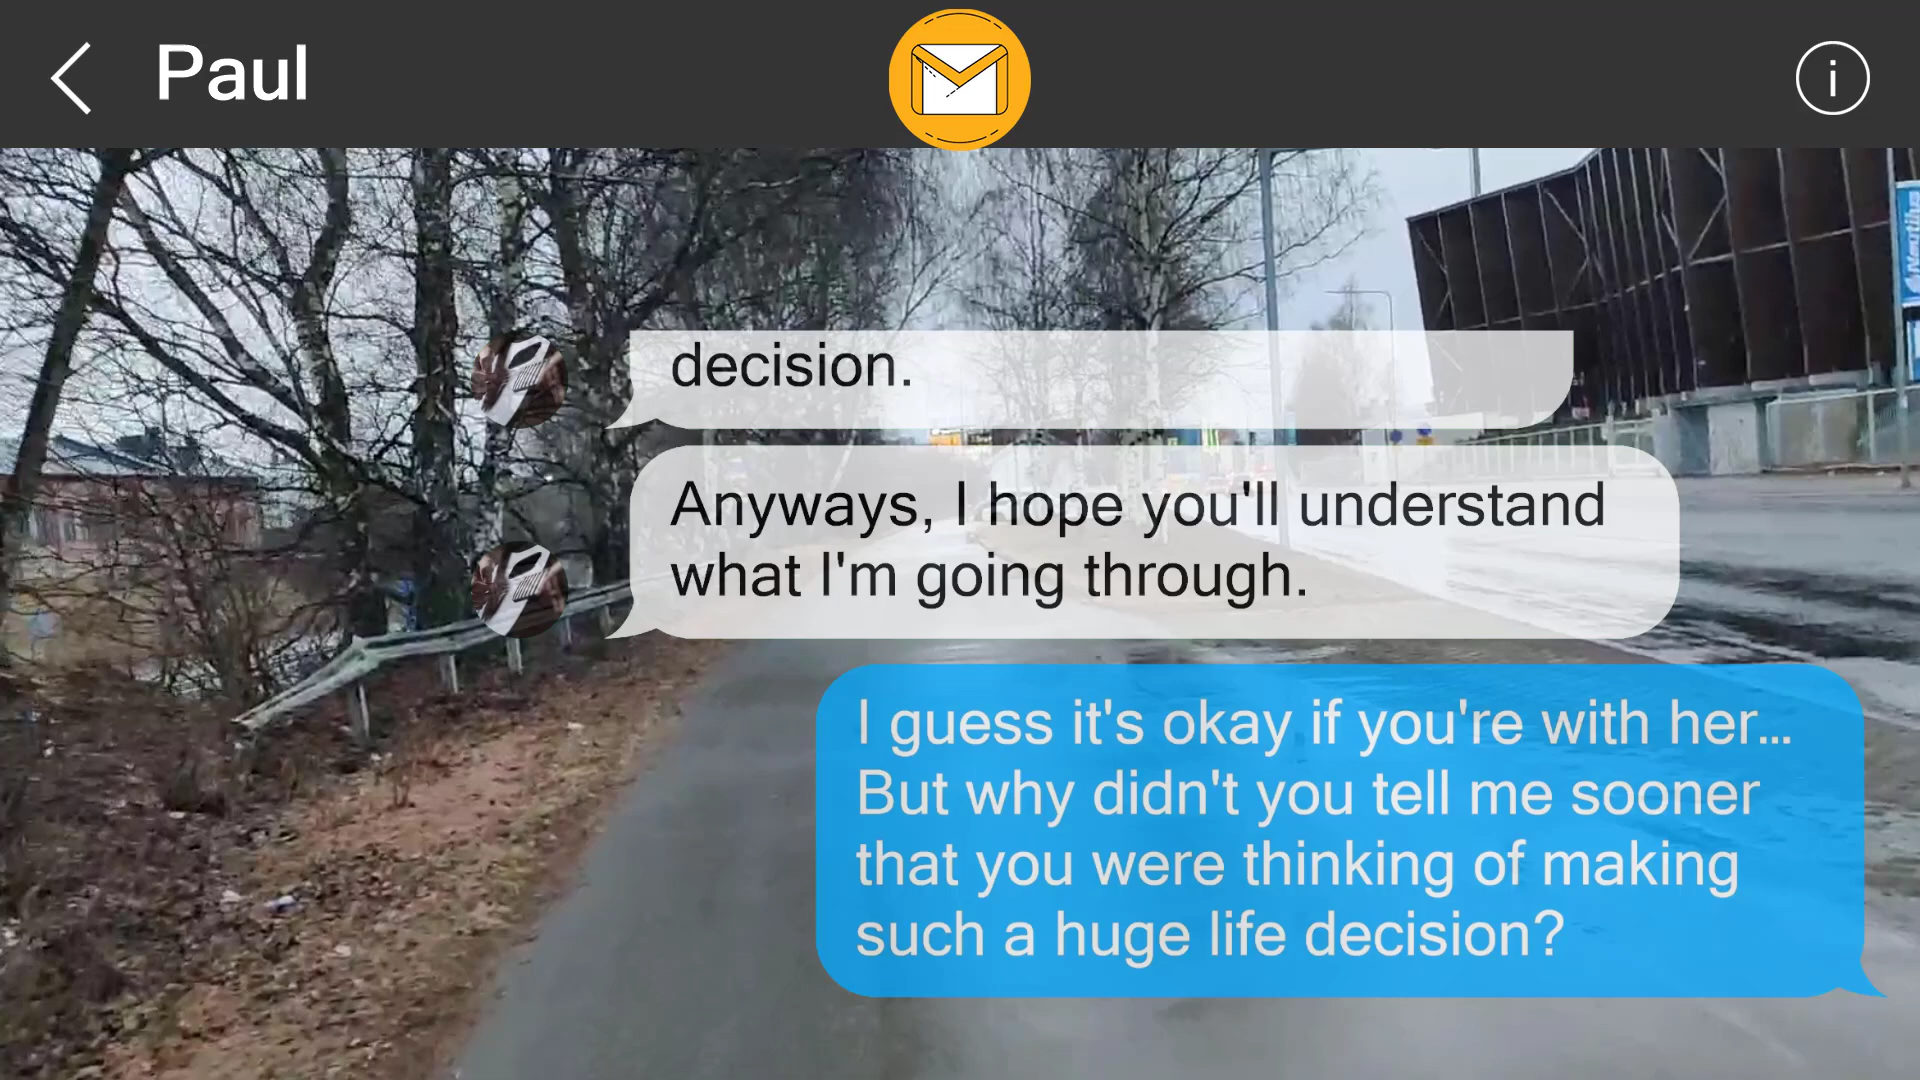 Paul
i
decision.
Anyways, I hope you'll understand
what I'm going through.
I guess it's okay if you're with her...
But why didn't you tell me sooner
that you were thinking of making
such a huge life decision?
Nautilus